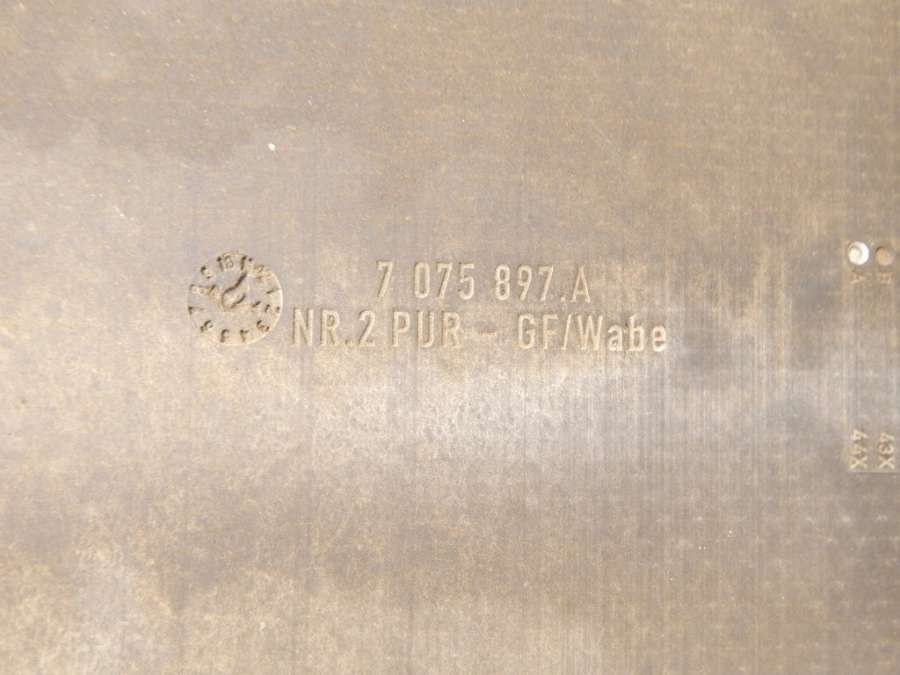 7 075 897.A
NR.2 PUR - GF/Wabe
A B
43X
44X